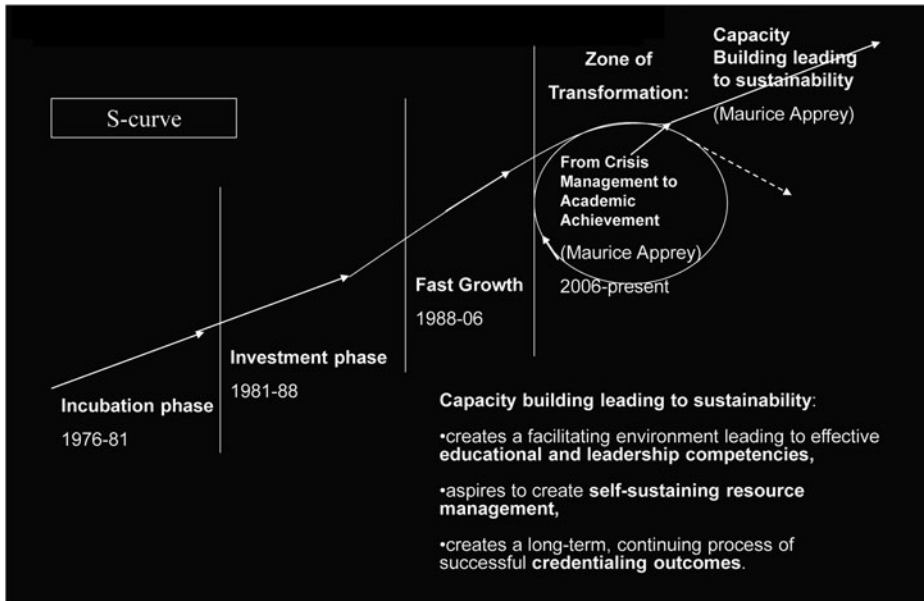 S-curve
Incubation phase
1976-81
Investment phase
1981-88
Fast Growth
1988-06
Zone of
Transformation:
From Crisis
Management to
Academic
Achievement
(Maurice Apprey)
2006-present
Capacity
Building leading
to sustainability
(Maurice Apprey)
Capacity building leading to sustainability:
•creates a facilitating environment leading to effective
educational and leadership competencies,
•aspires to create self-sustaining resource
management,
•creates a long-term, continuing process of
successful credentialing outcomes.